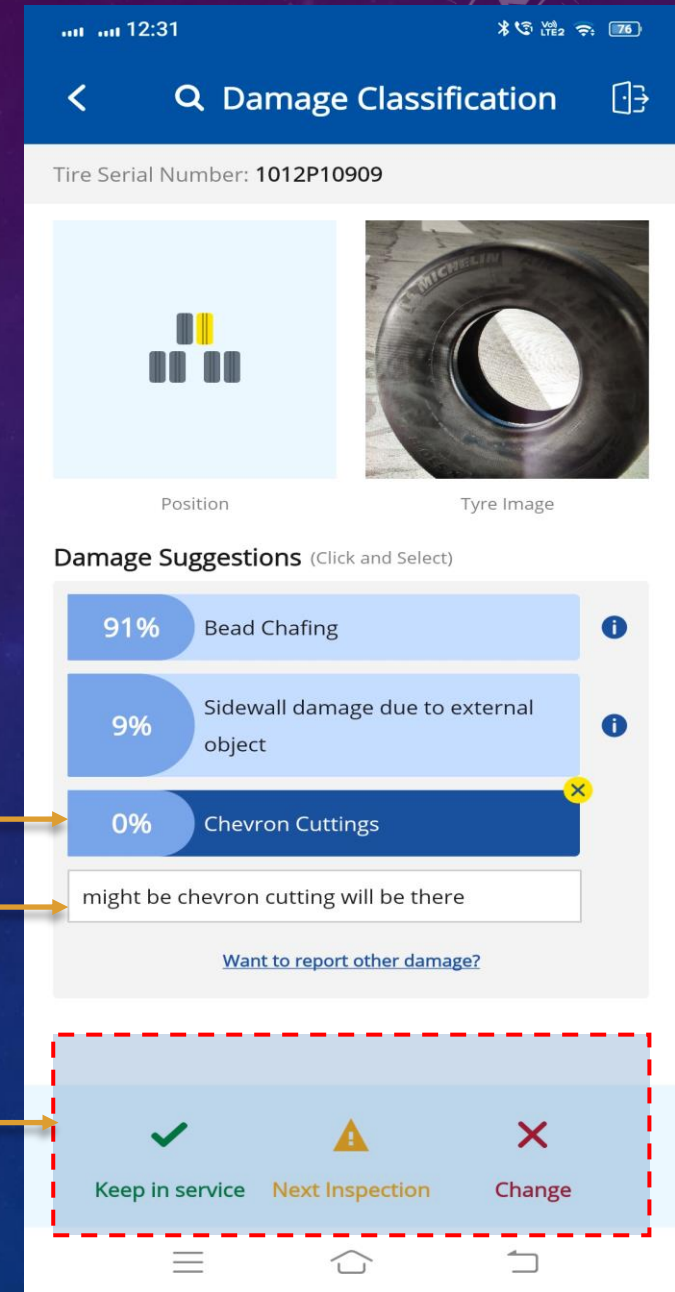 12:31
Vo)) LTE2
76
Damage Classification
Tire Serial Number: 1012P10909
MICHELIN
Position
Tyre Image
Damage Suggestions (Click and Select)
91% Bead Chafing
9% Sidewall damage due to external
object
0% Chevron Cuttings
might be chevron cutting will be there
Want to report other damage?
Keep in service Next Inspection Change